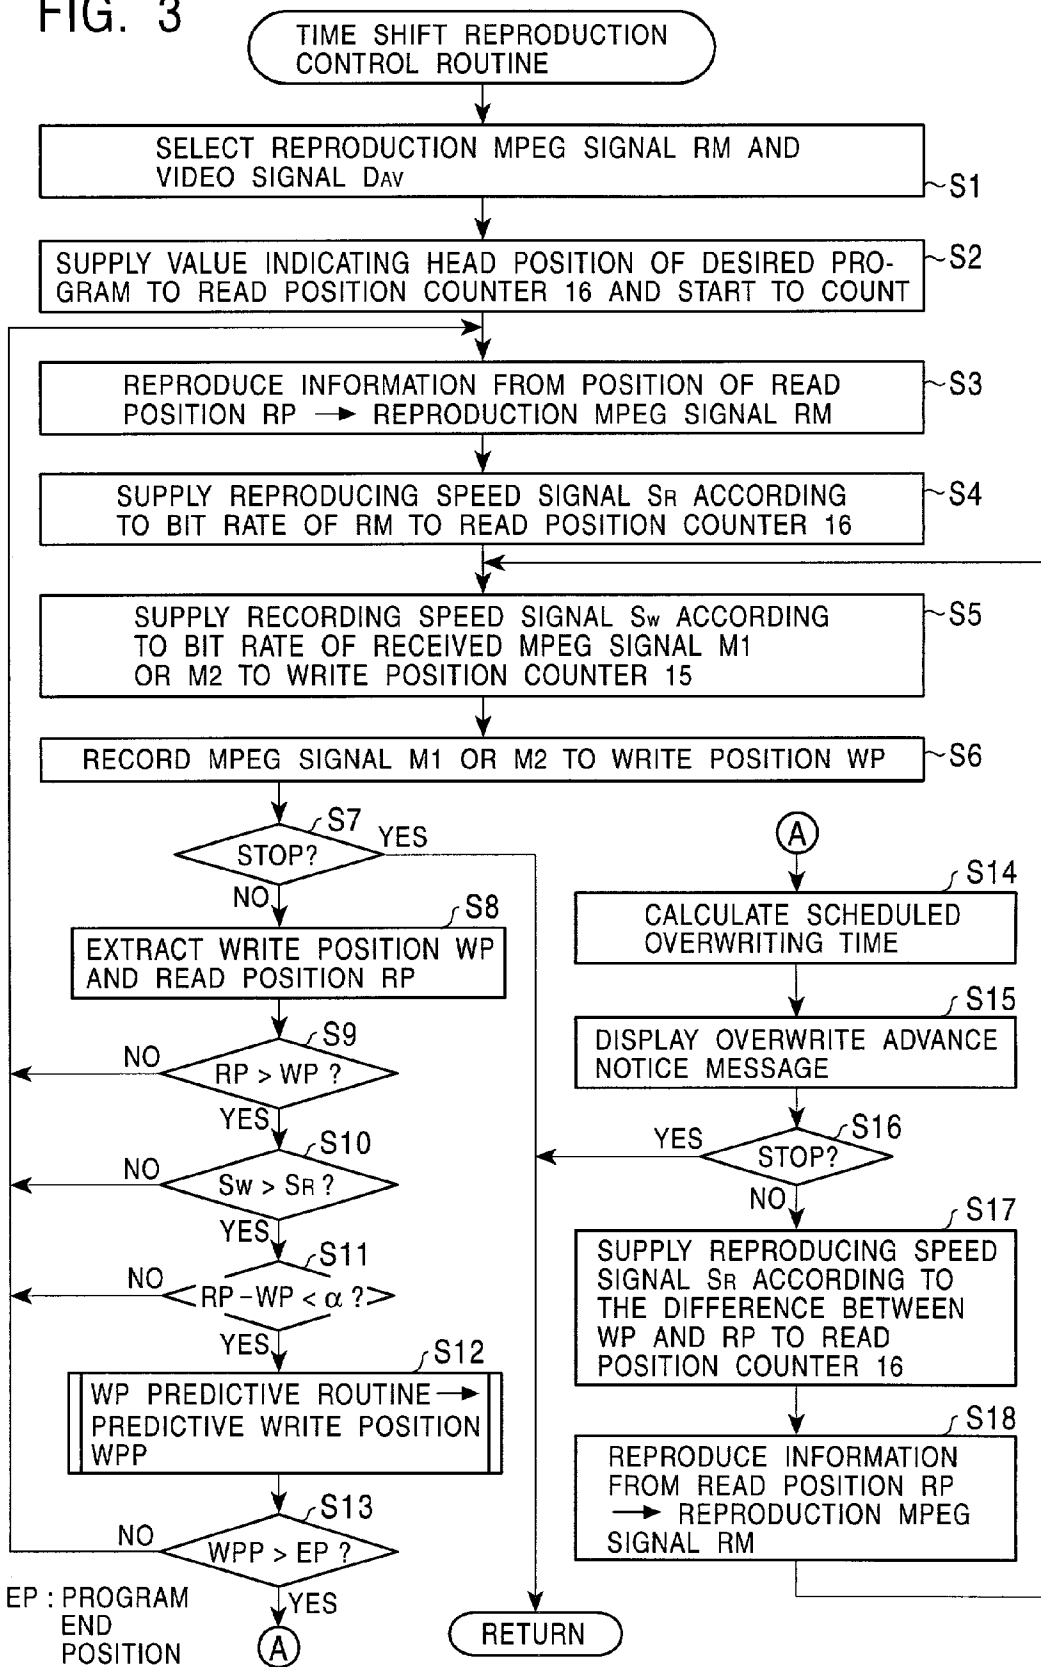 FIG. 3
TIME SHIFT REPRODUCTION
CONTROL ROUTINE
SELECT REPRODUCTION MPEG SIGNAL RM AND
VIDEO SIGNAL DAV
S1
SUPPLY VALUE INDICATING HEAD POSITION OF DESIRED PRO-
GRAM TO READ POSITION COUNTER 16 AND START TO COUNT
S2
REPRODUCE INFORMATION FROM POSITION OF READ
POSITION RP → REPRODUCTION MPEG SIGNAL RM
S3
SUPPLY REPRODUCING SPEED SIGNAL SR ACCORDING
TO BIT RATE OF RM TO READ POSITION COUNTER 16
S4
SUPPLY RECORDING SPEED SIGNAL SW ACCORDING
TO BIT RATE OF RECEIVED MPEG SIGNAL M1
OR M2 TO WRITE POSITION COUNTER 15
S5
RECORD MPEG SIGNAL M1 OR M2 TO WRITE POSITION WP
S6
S7
STOP?
YES
NO
S8
EXTRACT WRITE POSITION WP
AND READ POSITION RP
S9
RP > WP ?
NO
YES
S10
SW > SR ?
NO
YES
S11
RP - WP < α ?
NO
YES
S12
WP PREDICTIVE ROUTINE →
PREDICTIVE WRITE POSITION
WPP
S13
WPP > EP ?
NO
YES
A
EP : PROGRAM
END
POSITION
A
S14
CALCULATE SCHEDULED
OVERWRITING TIME
S15
DISPLAY OVERWRITE ADVANCE
NOTICE MESSAGE
S16
STOP?
YES
NO
S17
SUPPLY REPRODUCING SPEED
SIGNAL SR ACCORDING TO
THE DIFFERENCE BETWEEN
WP AND RP TO READ
POSITION COUNTER 16
S18
REPRODUCE INFORMATION
FROM READ POSITION RP
→ REPRODUCTION MPEG
SIGNAL RM
RETURN